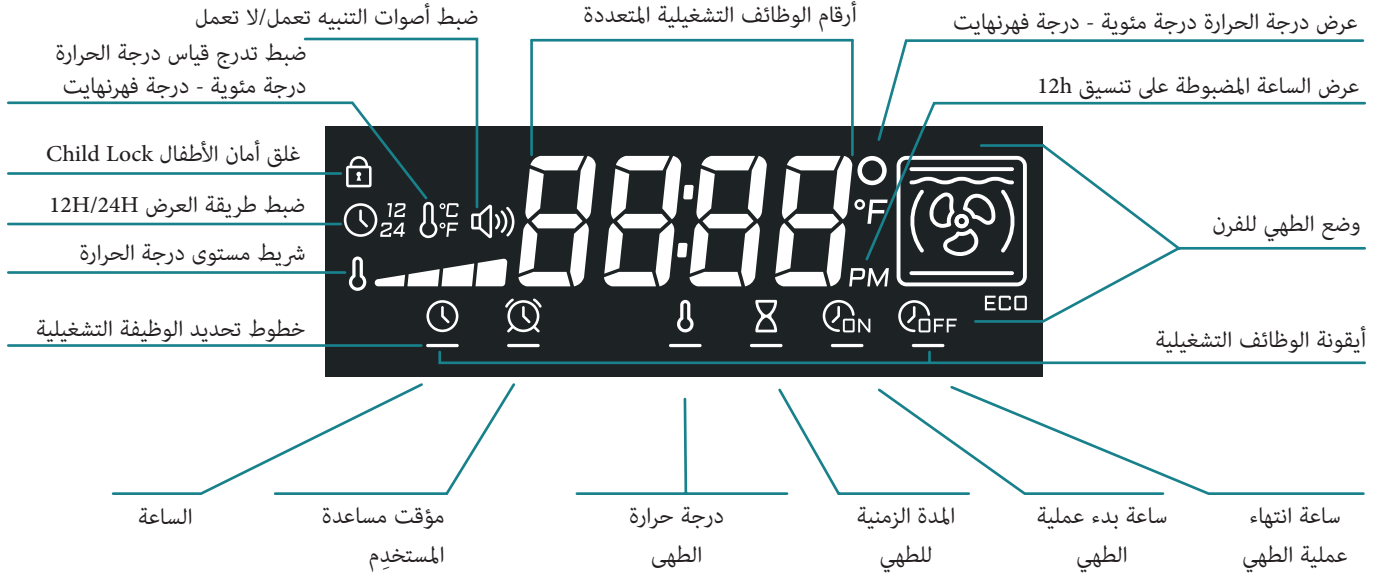 عرض درجة الحرارة درجة مئوية - درجة فهرنهايت
أرقام الوظائف التشغيلية المتعددة
ضبط أصوات التنبيه تعمل/لا تعمل
ضبط تدرج قياس درجة الحرارة
درجة مئوية - درجة فهرنهايت
عرض الساعة المضبوطة على تنسيق 12h
غلق أمان الأطفال Child Lock
ضبط طريقة العرض 12H/24H
شريط مستوى درجة الحرارة
خطوط تحديد الوظيفة التشغيلية
وضع الطهي للفرن
أيقونة الوظائف التشغيلية
12
24
°C
°F
88:88
°F
PM
ECO
ON
OFF
ساعة انتهاء
عملية الطهي
ساعة بدء عملية
الطهي
المدة الزمنية
للطهي
درجة حرارة
الطهى
مؤقت مساعدة
المستخدِم
الساعة